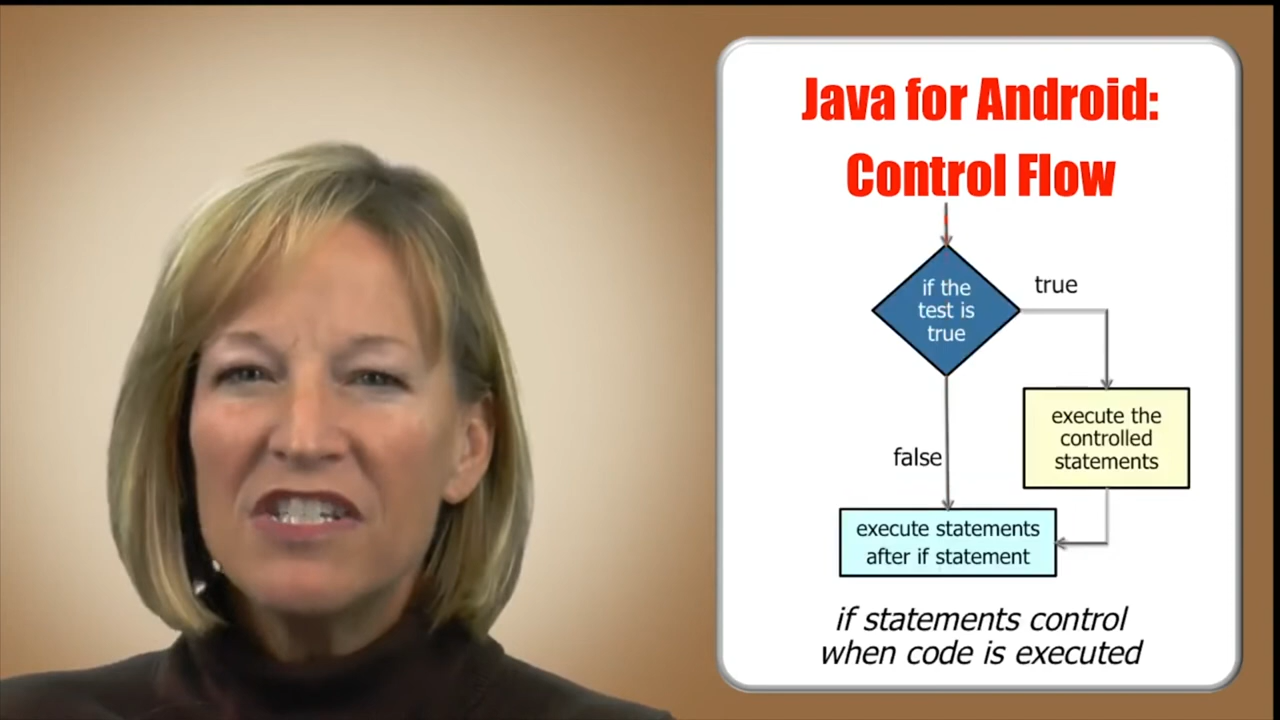 Java for Android:
Control Flow
if the
test is
true
true
execute the
controlled
statements
false
execute statements
after if statement
if statements control
when code is executed